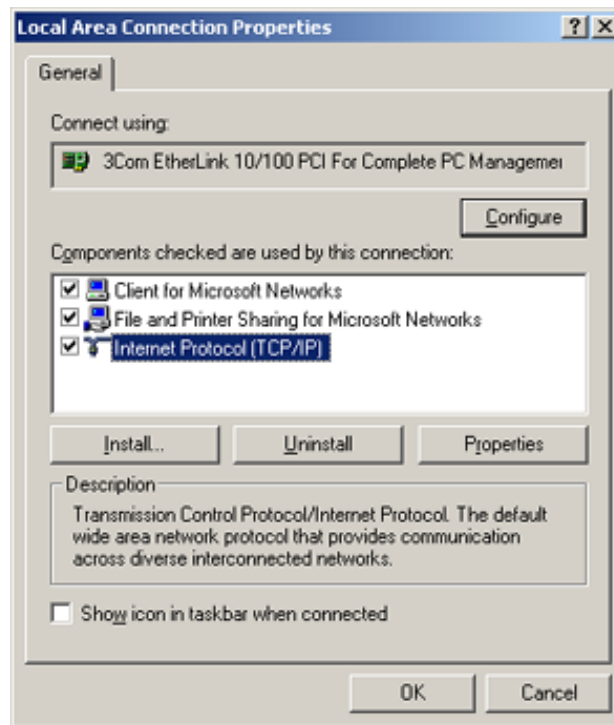 Local Area Connection Properties
General
Connect using:
3Com EtherLink 10/100 PCI For Complete PC Managemer
Configure
Components checked are used by this connection:
Client for Microsoft Networks
File and Printer Sharing for Microsoft Networks
Internet Protocol (TCP/IP)
Install...
Uninstall
Properties
Description
Transmission Control Protocol/Internet Protocol. The default
wide area network protocol that provides communication
across diverse interconnected networks.
Show icon in taskbar when connected
OK
Cancel